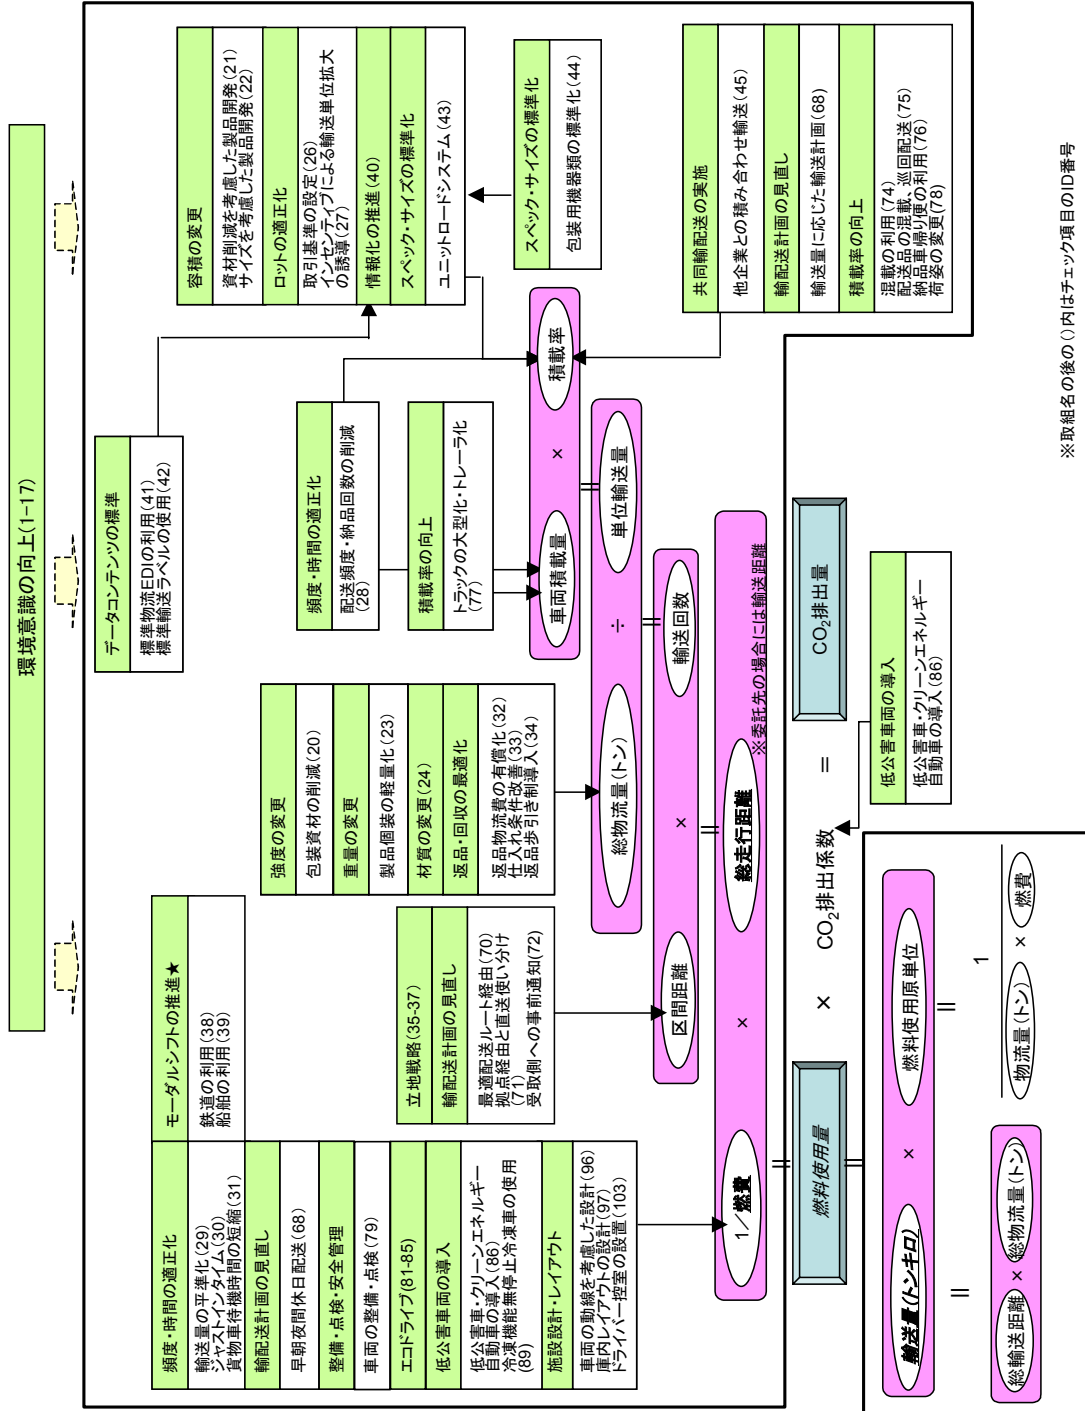 環境意識の向上(1-17)
頻度・時間の適正化
輸送量の平準化(29)
ジャストインタイム(30)
貨物車待機時間の短縮(31)
輸配送計画の見直し
早朝夜間休日配送(68)
整備・点検・安全管理
車両の整備・点検(79)
エコドライブ(81-85)
低公害車両の導入
低公害車・クリーンエネルギー
自動車の導入(86)
冷凍機能無停止冷凍車の使用
(89)
施設設計・レイアウト
車両の動線を考慮した設計(96)
庫内レイアウトの設計(97)
ドライバー控室の設置(103)
モーダルシフトの推進★
鉄道の利用(38)
船舶の利用(39)
立地戦略(35-37)
輸配送計画の見直し
最適配送ルート経由(70)
拠点経由と直送使い分け
(71)
受取側への事前通知(72)
強度の変更
包装資材の削減(20)
重量の変更
製品個装の軽量化(23)
材質の変更(24)
返品・回収の最適化
返品物流費の有償化(32)
仕入れ条件改善(33)
返品歩引き制導入(34)
データコンテンツの標準
標準物流EDIの利用(41)
標準輸送ラベルの使用(42)
頻度・時間の適正化
配送頻度・納品回数の削減
(28)
積載率の向上
トラックの大型化・トレーラ化
(77)
容積の変更
資材削減を考慮した製品開発(21)
サイズを考慮した製品開発(22)
ロットの適正化
取引基準の設定(26)
インセンティブによる輸送単位拡大
の誘導(27)
情報化の推進(40)
スペック・サイズの標準化
ユニットロードシステム(43)
スペック・サイズの標準化
包装用機器類の標準化(44)
共同輸配送の実施
他企業との積み合わせ輸送(45)
輸配送計画の見直し
輸送量に応じた輸送計画(68)
積載率の向上
混載の利用(74)
配送品の混載、巡回配送(75)
納品車帰り便の利用(76)
荷姿の変更(78)
車両積載量 × 積載率
=
総物流量(トン) ÷ 単位輸送量
=
区間距離 × 輸送回数
=
1/燃費 × 総走行距離
※委託先の場合には輸送距離
=
燃料使用量 × CO2排出係数 = CO2排出量
低公害車両の導入
低公害車・クリーンエネルギー
自動車の導入(86)
=
輸送量(トンキロ) × 燃料使用原単位
= =
総輸送距離 × 総物流量(トン)
1
物流量(トン) × 燃費
※取組名の後の()内はチェック項目のID番号